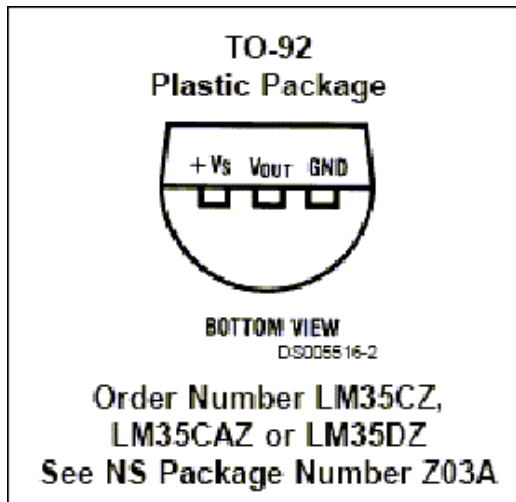 TO-92
Plastic Package
+VS VOUT GND
BOTTOM VIEW
DS005516-2
Order Number LM35CZ,
LM35CAZ or LM35DZ
See NS Package Number Z03A